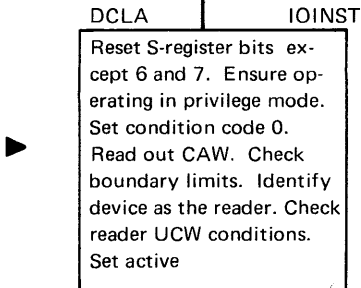 DCLA IOINST
Reset S-register bits ex-
cept 6 and 7. Ensure op-
erating in privilege mode.
Set condition code 0.
Read out CAW. Check
boundary limits. Identify
device as the reader. Check
reader UCW conditions.
Set active